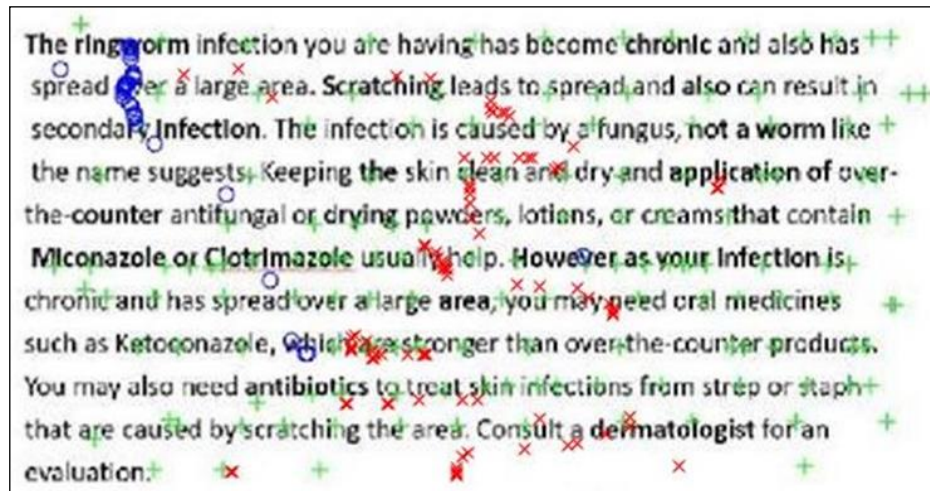 The ringworm infection you are having has become chronic and also has
spread over a large area. Scratching leads to spread and also can result in
secondary infection. The infection is caused by a fungus, not a worm like
the name suggests. Keeping the skin clean and dry and application of over-
the-counter antifungal or drying powders, lotions, or creams that contain
Miconazole or Clotrimazole usually help. However as your infection is
chronic and has spread over a large area, you may need oral medicines
such as Ketoconazole, which are stronger than over-the-counter products.
You may also need antibiotics to treat skin infections from strep or staph
that are caused by scratching the area. Consult a dermatologist for an
evaluation.